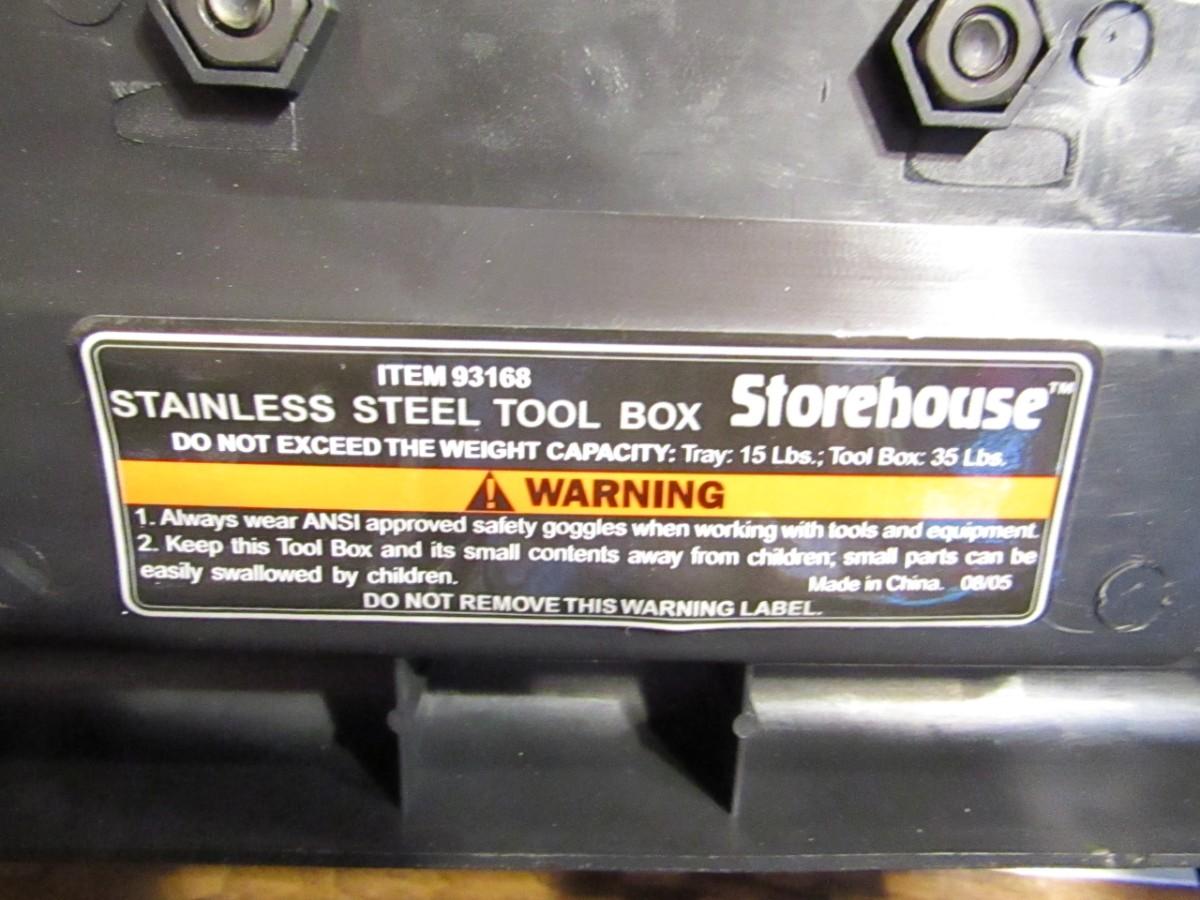 ITEM 93168
STAINLESS STEEL TOOL BOX Storehouse™
DO NOT EXCEED THE WEIGHT CAPACITY: Tray: 15 Lbs.; Tool Box: 35 Lbs.
WARNING
1. Always wear ANSI approved safety goggles when working with tools and equipment.
2. Keep this Tool Box and its small contents away from children; small parts can be
easily swallowed by children. Made in China. 08/05
DO NOT REMOVE THIS WARNING LABEL.